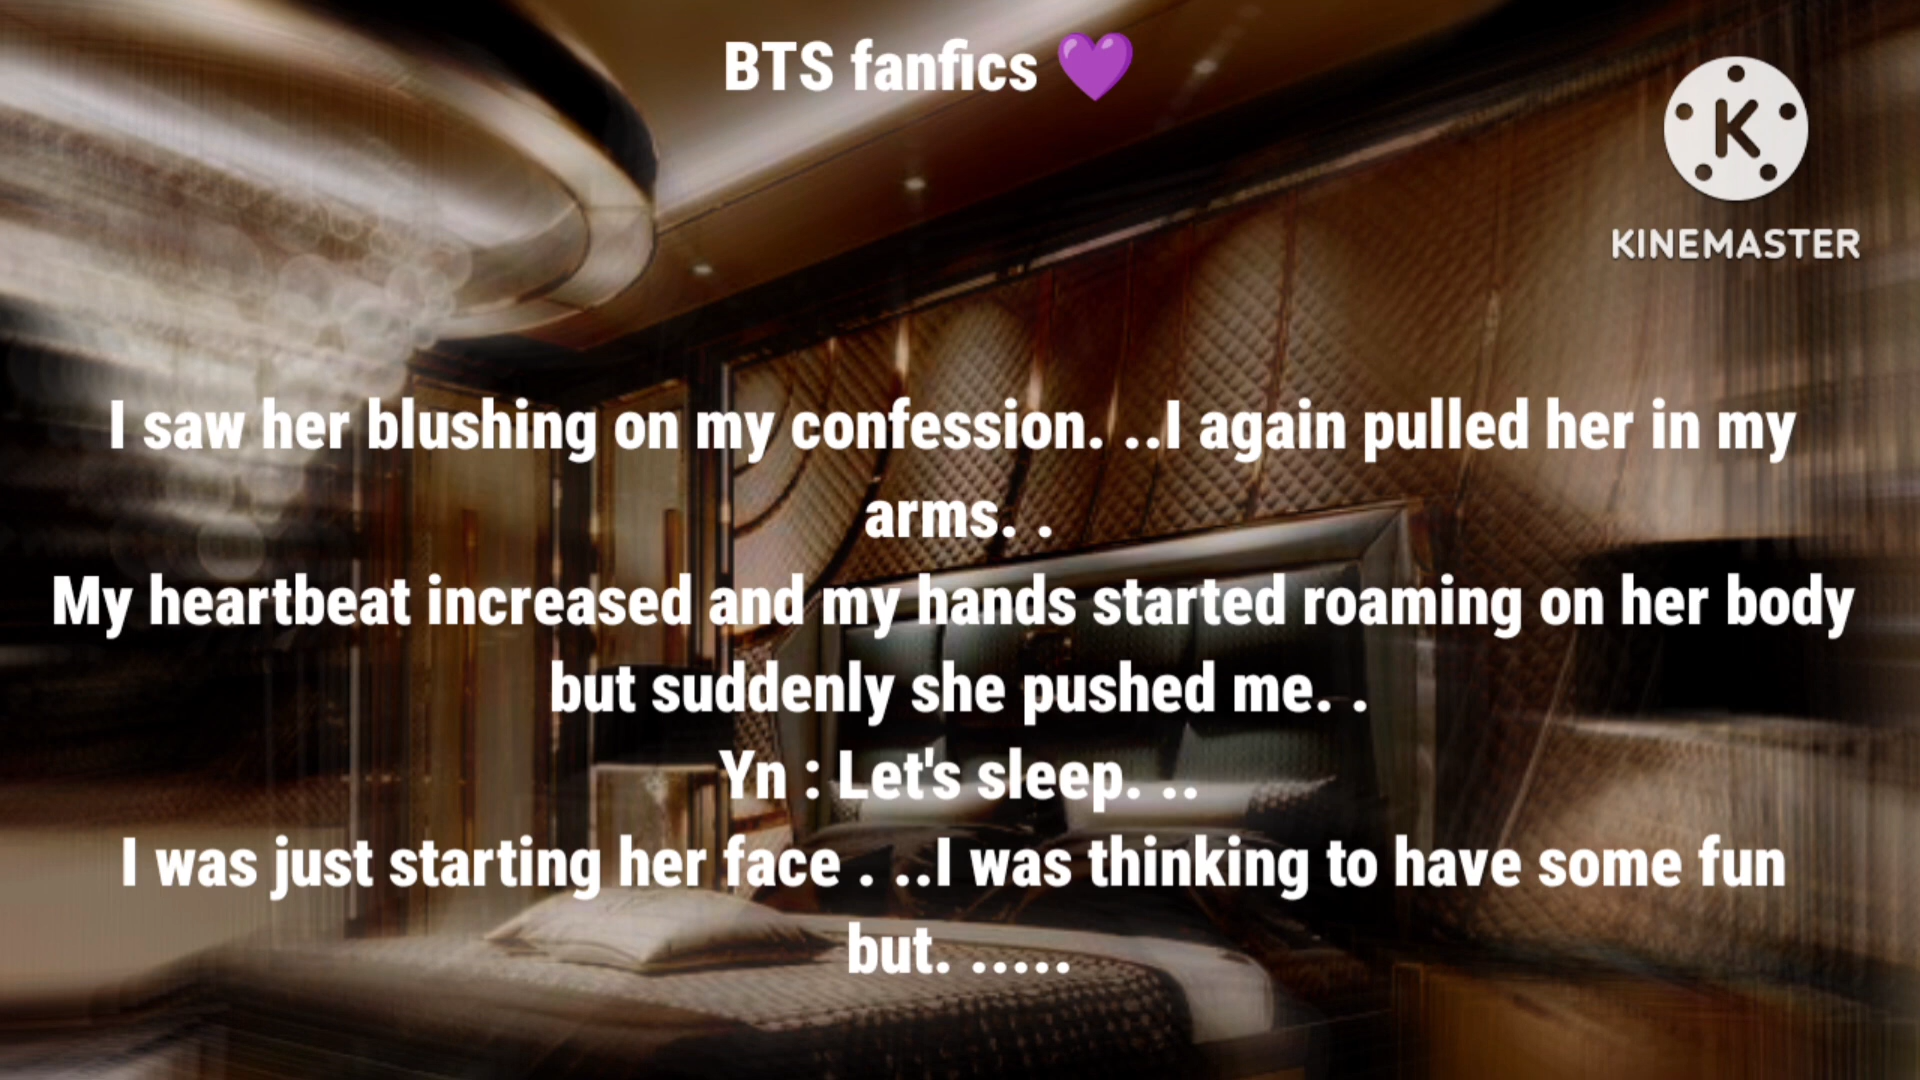 BTS fanfics 💜
K
KINEMASTER
I saw her blushing on my confession. ...I again pulled her in my
arms. .
My heartbeat increased and my hands started roaming on her body
but suddenly she pushed me. .
Yn : Let's sleep. ..
I was just starting her face . ...I was thinking to have some fun
but. .....